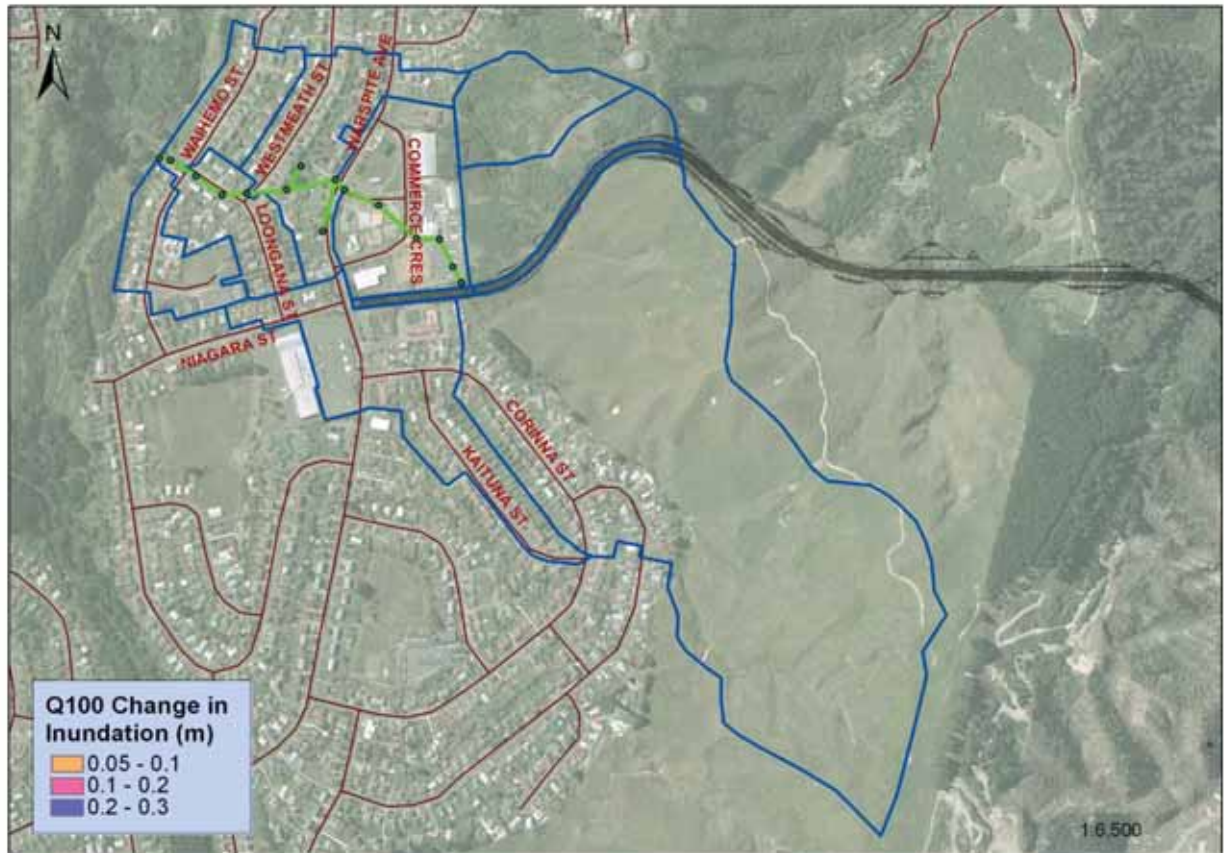 N
WAIHEMO ST
WESTMEATH ST
WARSPITE AVE
COMMERCE CRES
LOONGANA ST
NIAGARA ST
CORINNA ST
KAITUNA ST
Q100 Change in
Inundation (m)
0.05 - 0.1
0.1 - 0.2
0.2 - 0.3
1:6,500